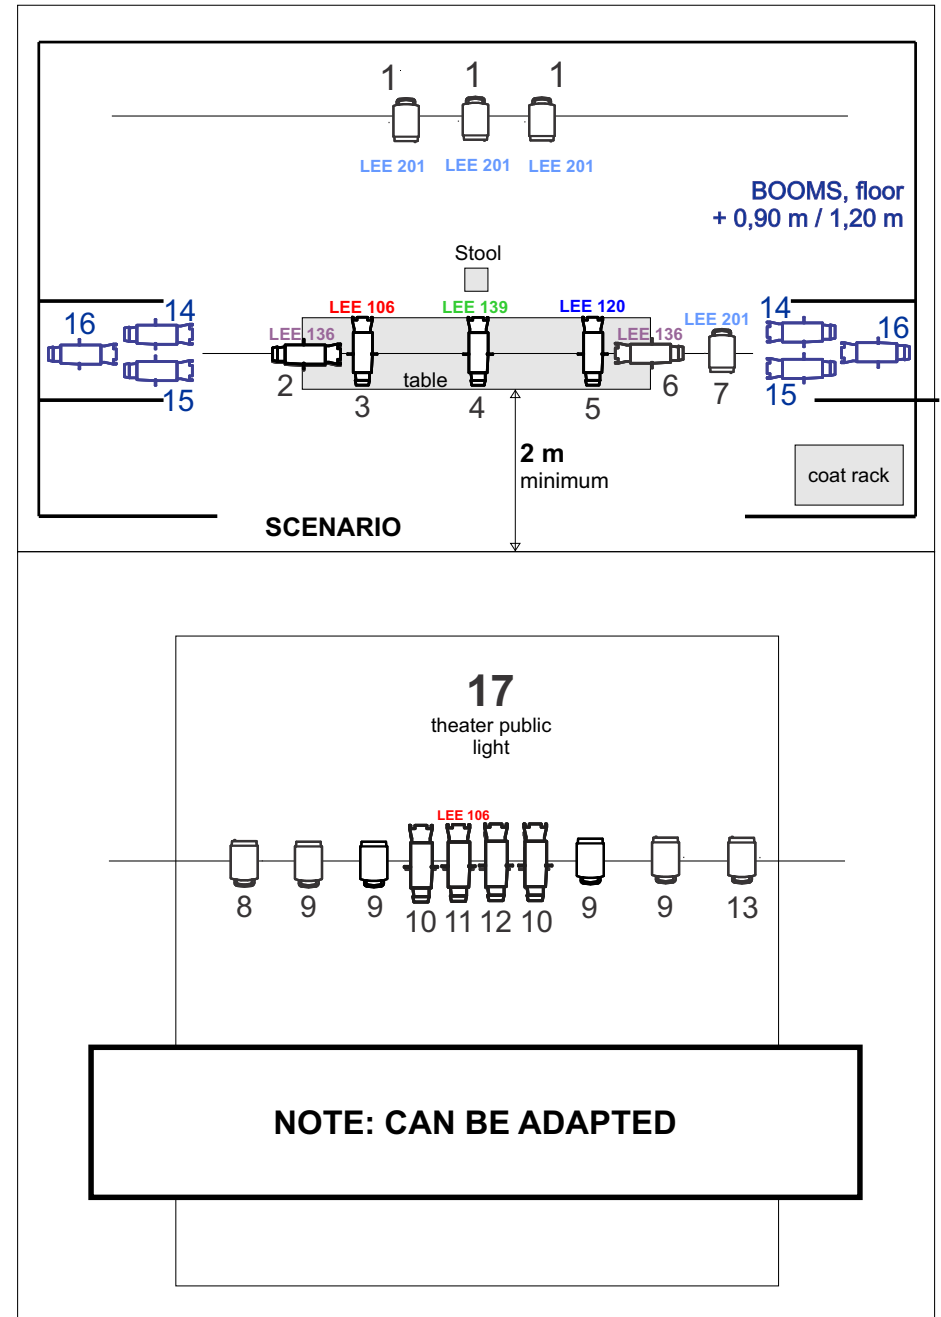 1 1 1
LEE 201 LEE 201 LEE 201
BOOMS, floor
+ 0,90 m / 1,20 m
Stool
LEE 106 LEE 139 LEE 120
14 14
LEE 201
16 16
LEE 136 LEE 136
table
2 3 4 5 6 7
15 15
2 m
minimum
coat rack
SCENARIO
17
theater public
light
LEE 106
8 9 9 10 11 12 10 9 9 13
NOTE: CAN BE ADAPTED